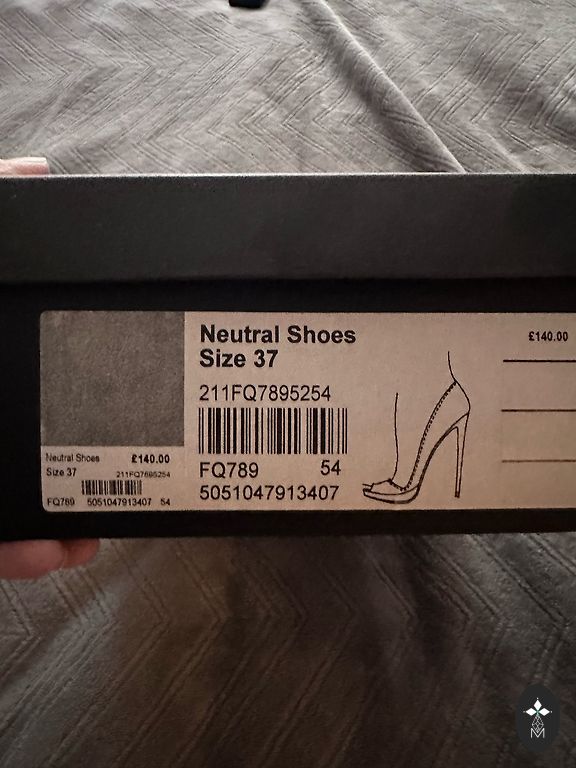 Neutral Shoes
Size 37
211FQ7895254
FQ789 54
5051047913407
£140.00
Neutral Shoes £140.00
Size 37 211FQ7895254
FQ789 5051047913407 54
M